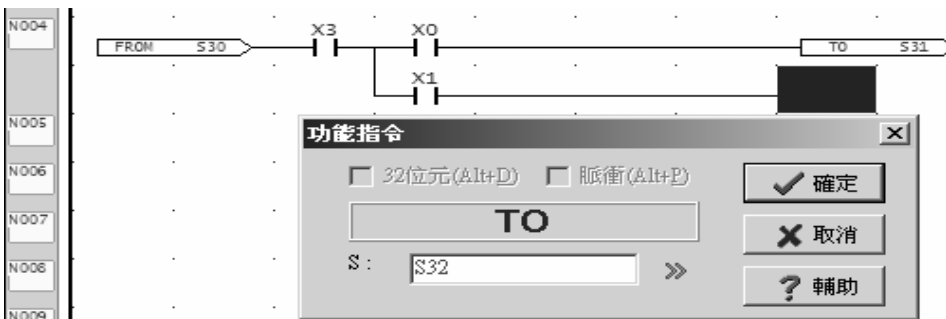 N004
FROM S30
X3
X0
TO S31
X1
N005
功能指令
N006
32位元(Alt+D)
脈衝(Alt+P)
確定
TO
N007
取消
S:
S32
N008
輔助
N009